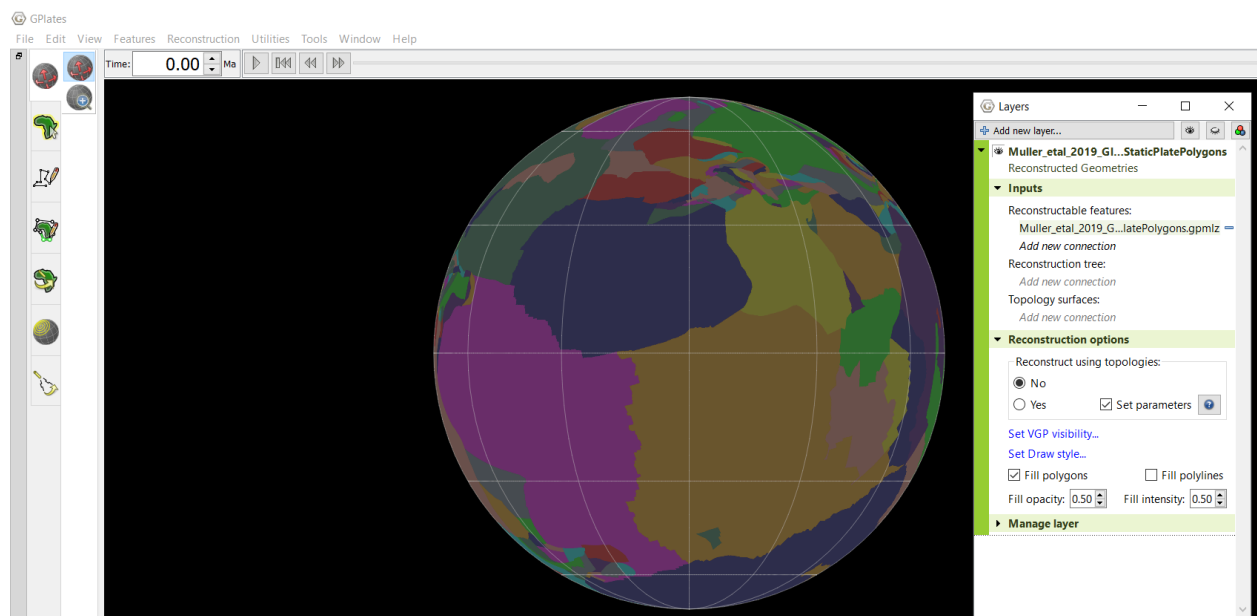 GPlates
File Edit View Features Reconstruction Utilities Tools Window Help
Time: 0.00 Ma
Layers
Add new layer...
Muller_etal_2019_Gl...StaticPlatePolygons
Reconstructed Geometries
Inputs
Reconstructable features:
Muller_etal_2019_G...latePolygons.gpmlz
Add new connection
Reconstruction tree:
Add new connection
Topology surfaces:
Add new connection
Reconstruction options
Reconstruct using topologies:
No
Yes Set parameters ?
Set VGP visibility...
Set Draw style...
Fill polygons Fill polylines
Fill opacity: 0.50 Fill intensity: 0.50
Manage layer